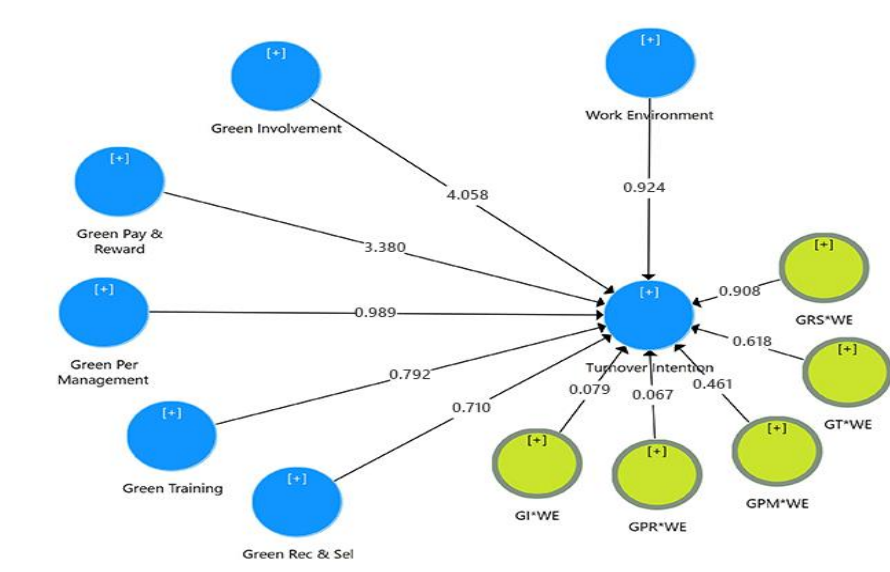 [+]
Green Involvement
[+]
Work Environment
[+]
Green Pay &
Reward
4.058
0.924
3.380
[+]
GRS*WE
0.908
[+]
Green Per
Management
0.989
[+]
Turnover Intention
0.618
[+]
GT*WE
0.792
0.079
0.067
0.461
[+]
Green Training
0.710
[+]
GI*WE
[+]
GPR*WE
[+]
GPM*WE
[+]
Green Rec & Sel